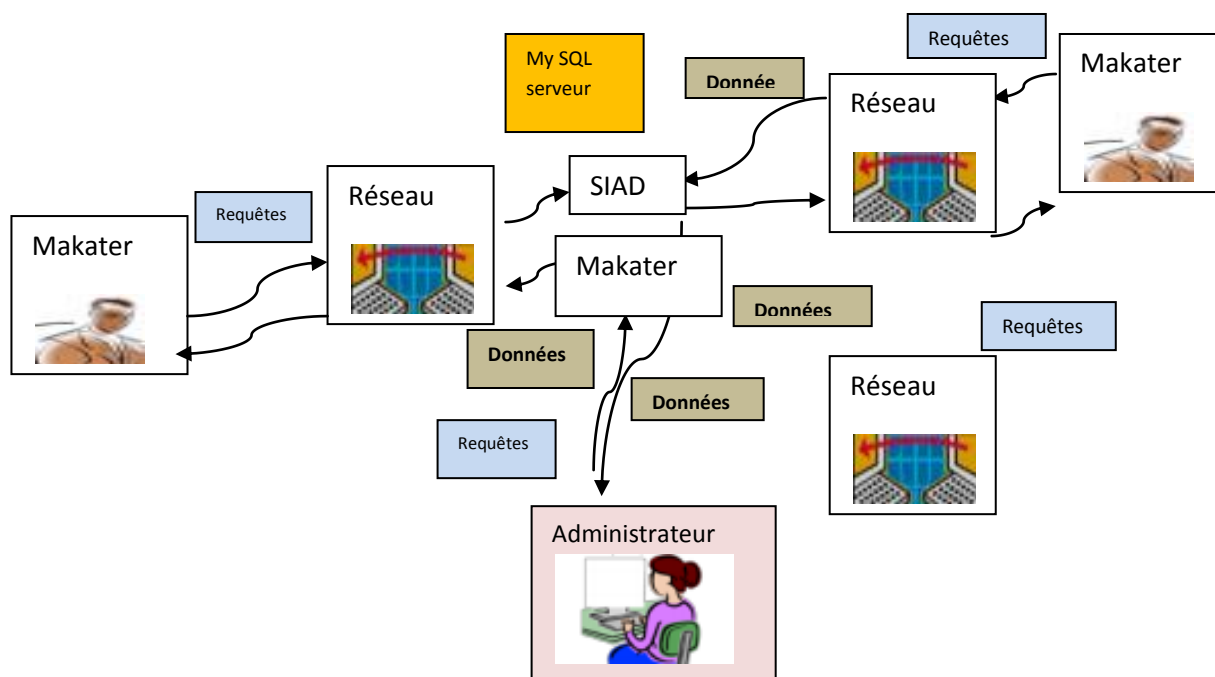 Requêtes
My SQL
serveur
Donnée
Makater
Réseau
SIAD
Réseau
Requêtes
Makater
Makater
Données
Requêtes
Données
Données
Réseau
Requêtes
Administrateur